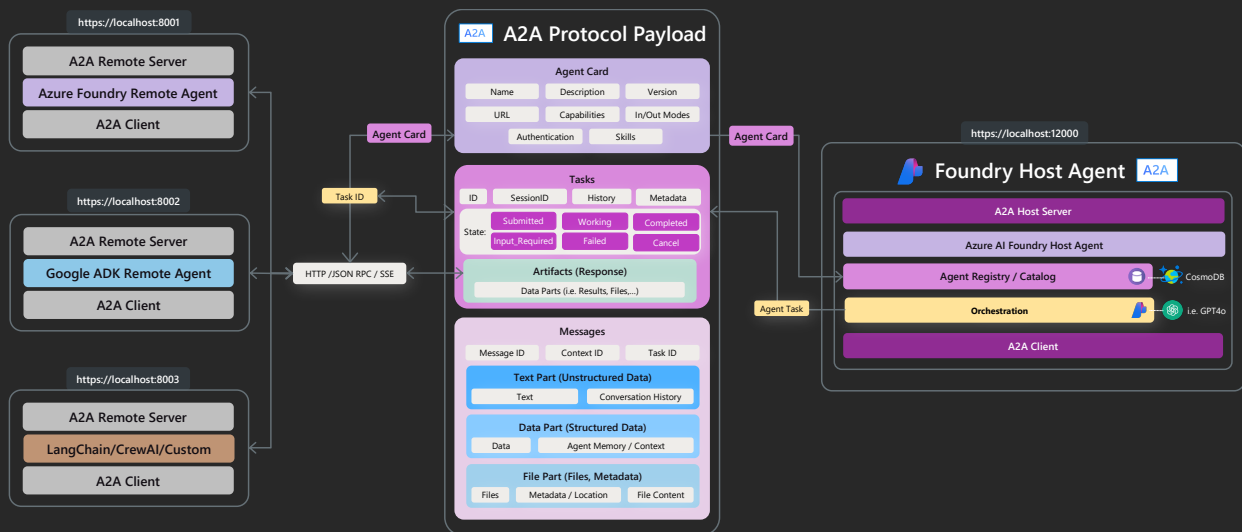 https://localhost:8001
A2A Remote Server
Azure Foundry Remote Agent
A2A Client
https://localhost:8002
A2A Remote Server
Google ADK Remote Agent
A2A Client
https://localhost:8003
A2A Remote Server
LangChain/CrewAI/Custom
A2A Client
Agent Card
Task ID
HTTP /JSON RPC / SSE
A2A A2A Protocol Payload
Agent Card
Name Description Version
URL Capabilities In/Out Modes
Authentication Skills
Tasks
ID SessionID History Metadata
State: Submitted Working Completed
Input_Required Failed Cancel
Artifacts (Response)
Data Parts (i.e. Results, Files,...)
Messages
Message ID Context ID Task ID
Text Part (Unstructured Data)
Text Conversation History
Data Part (Structured Data)
Data Agent Memory / Context
File Part (Files, Metadata)
Files Metadata / Location File Content
Agent Card
Agent Task
https://localhost:12000
Foundry Host Agent A2A
A2A Host Server
Azure AI Foundry Host Agent
Agent Registry / Catalog CosmoDB
Orchestration i.e. GPT4o
A2A Client